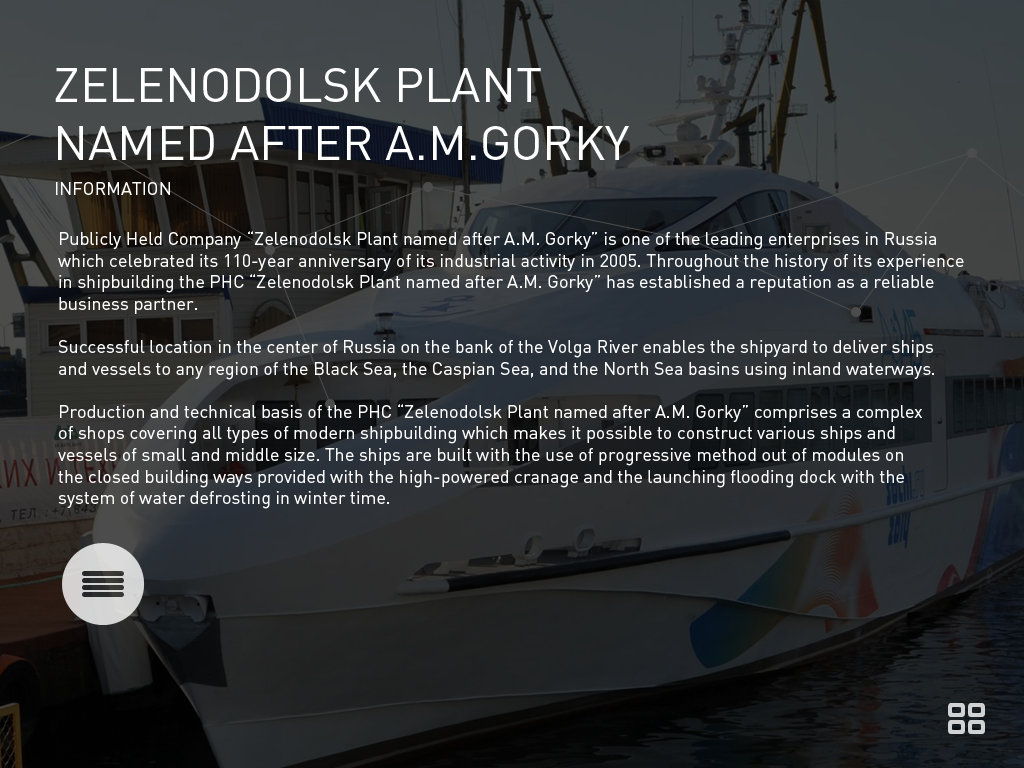 ZELENODOLSK PLANT
NAMED AFTER A.M.GORKY
INFORMATION
Publicly Held Company “Zelenodolsk Plant named after A.M. Gorky” is one of the leading enterprises in Russia
which celebrated its 110-year anniversary of its industrial activity in 2005. Throughout the history of its experience
in shipbuilding the PHC “Zelenodolsk Plant named after A.M. Gorky” has established a reputation as a reliable
business partner.
Successful location in the center of Russia on the bank of the Volga River enables the shipyard to deliver ships
and vessels to any region of the Black Sea, the Caspian Sea, and the North Sea basins using inland waterways.
Production and technical basis of the PHC “Zelenodolsk Plant named after A.M. Gorky” comprises a complex
of shops covering all types of modern shipbuilding which makes it possible to construct various ships and
vessels of small and middle size. The ships are built with the use of progressive method out of modules on
the closed building ways provided with the high-powered cranage and the launching flooding dock with the
system of water defrosting in winter time.